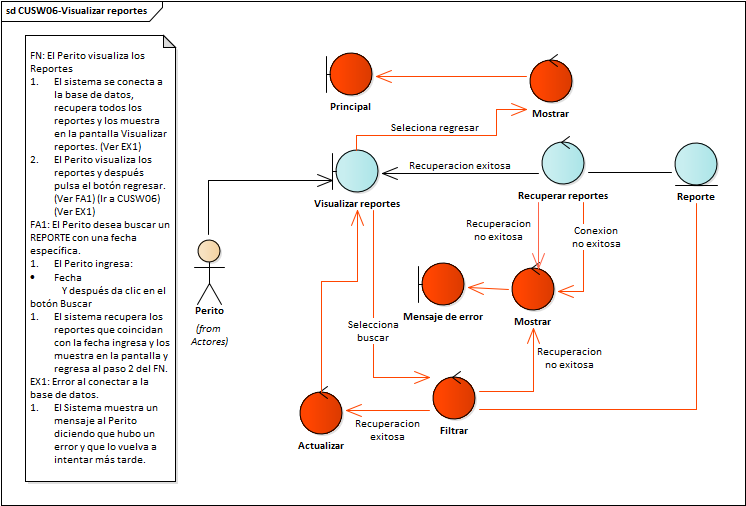 sd CUSW06-Visualizar reportes
FN: El Perito visualiza los
Reportes
1. El sistema se conecta a
la base de datos,
recupera todos los
reportes y los muestra
en la pantalla Visualizar
reportes. (Ver EX1)
2. El Perito visualiza los
reportes y después
pulsa el botón regresar.
(Ver FA1) (Ir a CUSW06)
(Ver EX1)
FA1: El Perito desea buscar un
REPORTE con una fecha
específica.
1. El Perito ingresa:
• Fecha
Y después da clic en el
botón Buscar
1. El sistema recupera los
reportes que coincidan
con la fecha ingresa y los
muestra en la pantalla y
regresa al paso 2 del FN.
EX1: Error al conectar a la
base de datos.
1. El Sistema muestra un
mensaje al Perito
diciendo que hubo un
error y que lo vuelva a
intentar más tarde.
Principal
Mostrar
Seleciona regresar
Recuperacion exitosa
Visualizar reportes
Recuperar reportes
Reporte
Recuperacion
no exitosa
Conexion
no exitosa
Perito
(from
Actores)
Mensaje de error
Mostrar
Selecciona
buscar
Recuperacion
no exitosa
Actualizar
Recuperacion
exitosa
Filtrar